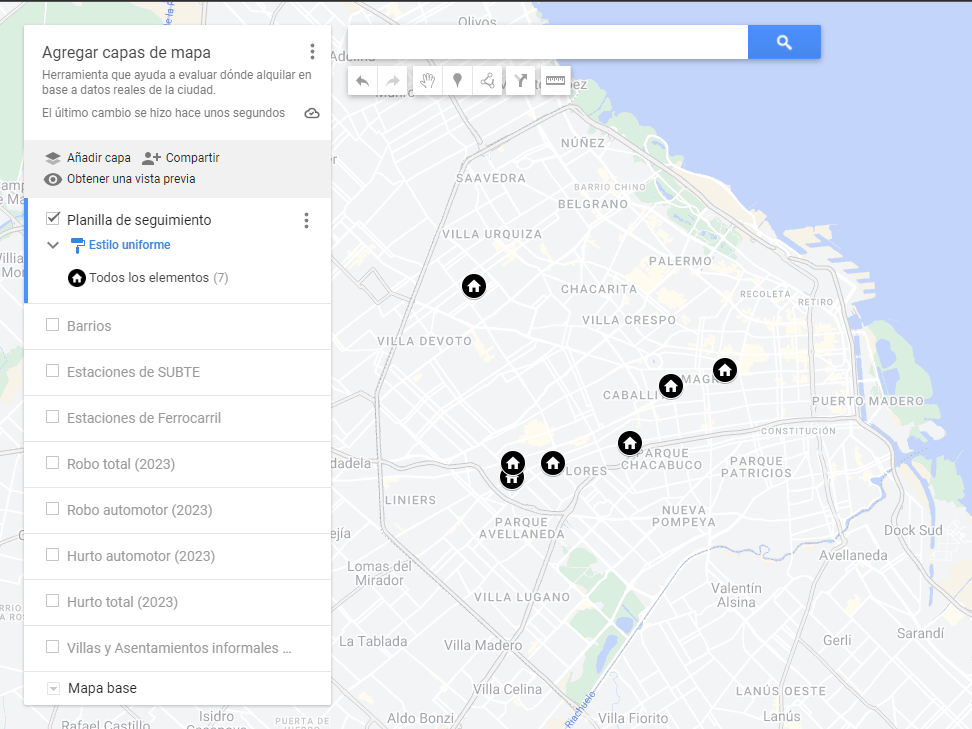 Agregar capas de mapa
Herramienta que ayuda a evaluar dónde alquilar en
base a datos reales de la ciudad.
El último cambio se hizo hace unos segundos
Añadir capa
Compartir
Obtener una vista previa
Planilla de seguimiento
Estilo uniforme
Todos los elementos (7)
Barrios
Estaciones de SUBTE
Estaciones de Ferrocarril
Robo total (2023)
Robo automotor (2023)
Hurto automotor (2023)
Hurto total (2023)
Villas y Asentamientos informales ...
Mapa base
Olivos
NÚÑEZ
SAAVEDRA
BARRIO CHINO
BELGRANO
VILLA URQUIZA
PALERMO
CHACARITA
RECOLETA
RETIRO
VILLA CRESPO
VILLA DEVOTO
PUERTO MADERO
CONSTITUCIÓN
PARQUE
CHACABUCO
PARQUE
PATRICIOS
LINIERS
NUEVA
POMPEYA
PARQUE
AVELLANEDA
Dock Sud
Avellaneda
Lomas del
Mirador
Valentín
Alsina
VILLA LUGANO
La Tablada
Villa Madero
Gerli
Sarandí
Villa Celina
LANÚS OESTE
Riachuelo
Aldo Bonzi
Villa Fiorito
Lanús
Rafael Castillo
Isidro
PUERTA DE